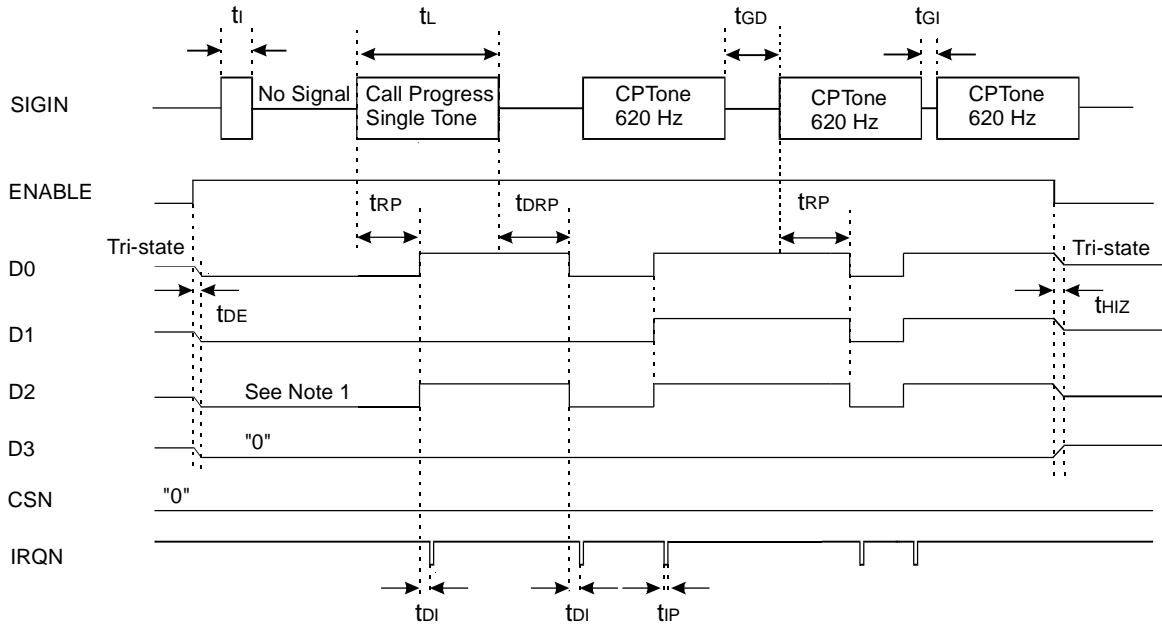 tI tL tGD tGI
SIGIN No Signal Call Progress CPTone CPTone CPTone
Single Tone 620 Hz 620 Hz 620 Hz
ENABLE
tRP tDRP tRP
Tri-state Tri-state
D0
tDE tHIZ
D1
D2 See Note 1
D3 "0"
CSN "0"
IRQN
tDI tDI tIP